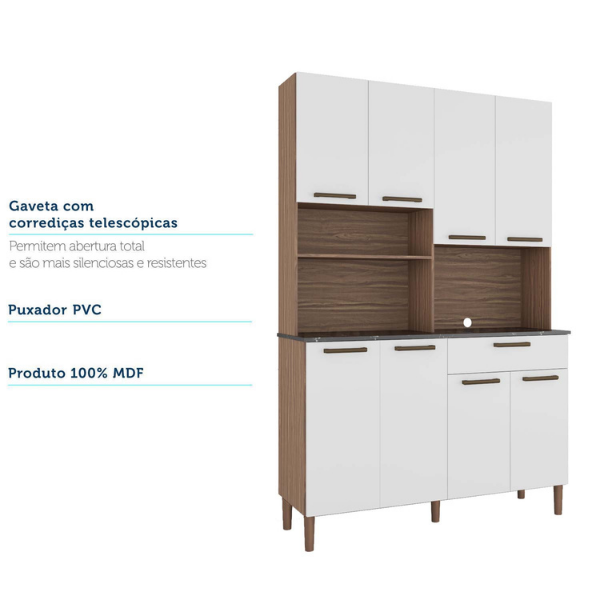 Gaveta com
corrediças telescópicas
Permitem abertura total
e são mais silenciosas e resistentes
Puxador PVC
Produto 100% MDF